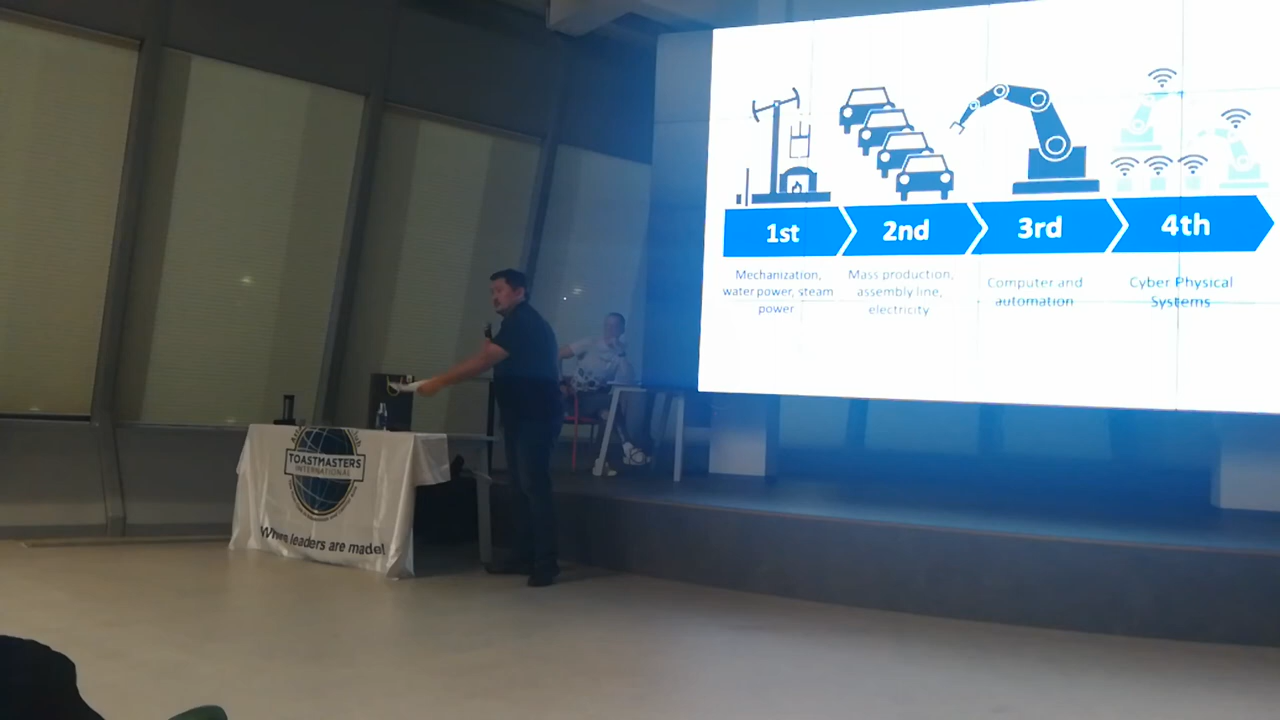 1st
2nd
3rd
4th
Mechanization,
water power, steam
power
Mass production,
assembly line,
electricity
Computer and
automation
Cyber Physical
Systems
TOASTMASTERS
INTERNATIONAL
Where leaders are made!